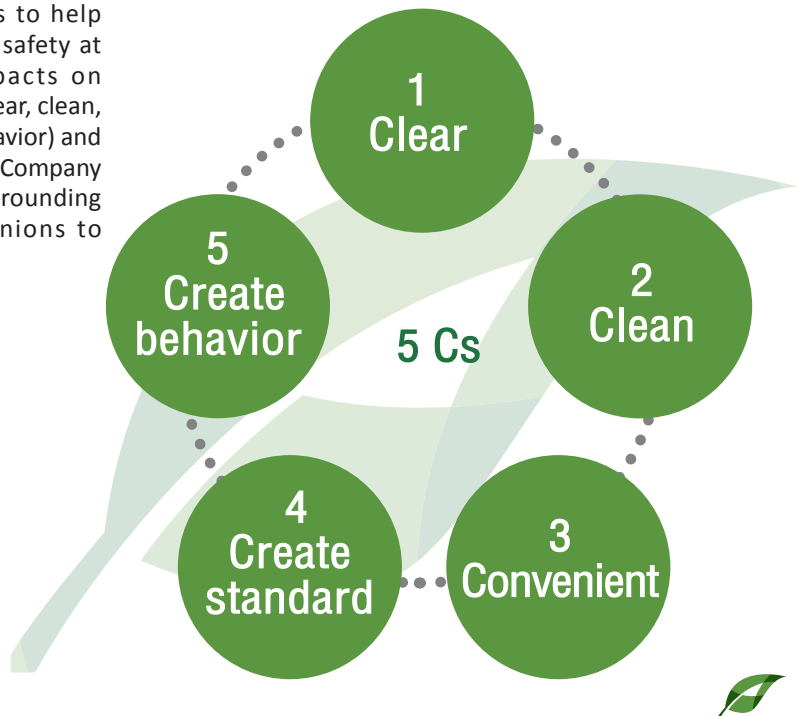 s to help
safety at
pacts on
ear, clean,
avior) and
Company
rounding
nions to
1
Clear
2
Clean
3
Convenient
4
Create
standard
5
Create
behavior
5 Cs